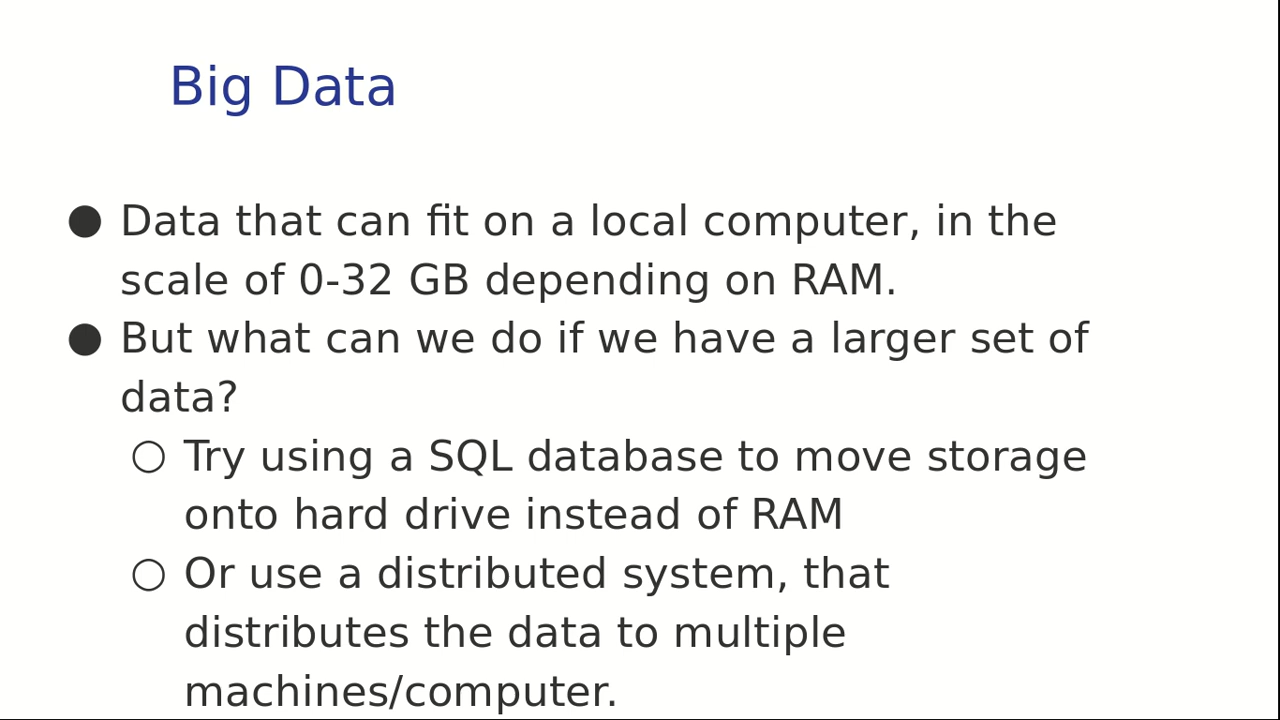 Big Data
● Data that can fit on a local computer, in the
scale of 0-32 GB depending on RAM.
● But what can we do if we have a larger set of
data?
○ Try using a SQL database to move storage
onto hard drive instead of RAM
○ Or use a distributed system, that
distributes the data to multiple
machines/computer.